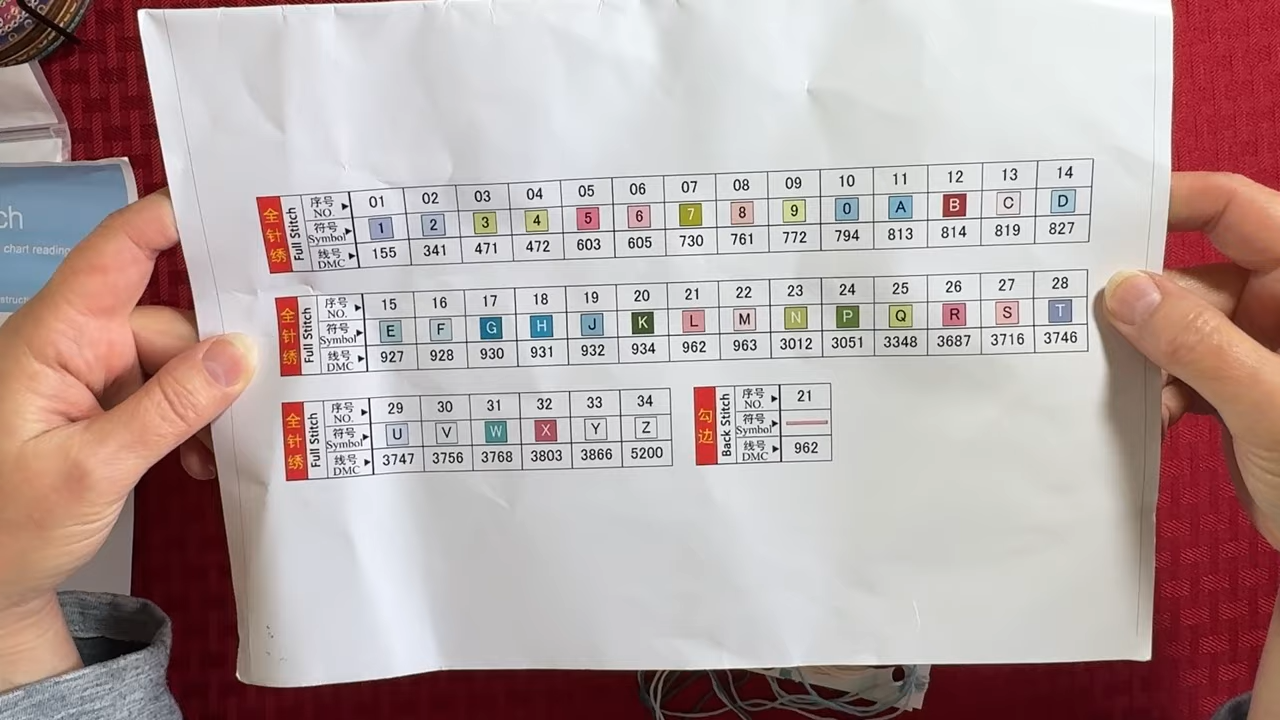 ch
chart reading
structi
全针绣 Full Stitch 序号 NO. 01 02 03 04 05 06 07 08 09 10 11 12 13 14
符号 Symbol 1 2 3 4 5 6 7 8 9 0 A B C D
线号 DMC 155 341 471 472 603 605 730 761 772 794 813 814 819 827
全针绣 Full Stitch 序号 NO. 15 16 17 18 19 20 21 22 23 24 25 26 27 28
符号 Symbol E F G H J K L M N P Q R S T
线号 DMC 927 928 930 931 932 934 962 963 3012 3051 3348 3687 3716 3746
全针绣 Full Stitch 序号 NO. 29 30 31 32 33 34
符号 Symbol U V W X Y Z
线号 DMC 3747 3756 3768 3803 3866 5200
勾边 Back Stitch 序号 NO. 21
符号 Symbol
线号 DMC 962